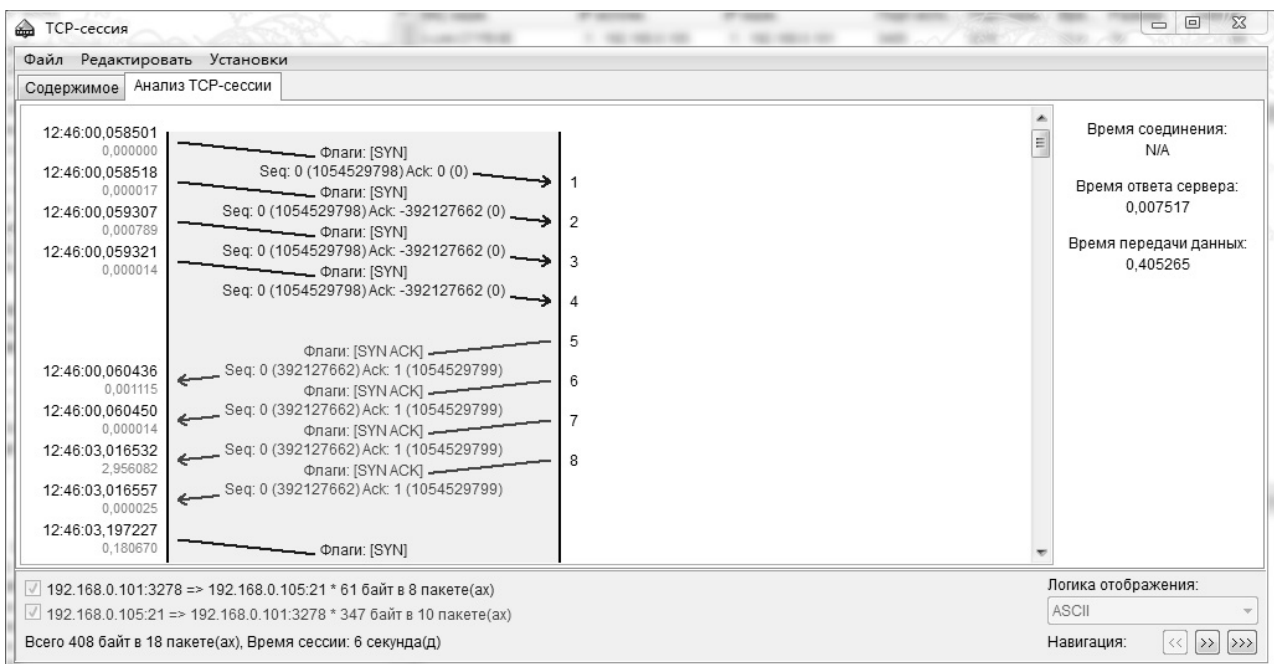 TCP-сессия
Файл Редактировать Установки
Содержимое Анализ TCP-сессии
12:46:00,058501
0,000000
Флаги: [SYN]
12:46:00,058518
Seq: 0 (1054529798) Ack: 0 (0)
1
0,000017
Флаги: [SYN]
12:46:00,059307
Seq: 0 (1054529798) Ack: -392127662 (0)
2
0,000789
Флаги: [SYN]
12:46:00,059321
Seq: 0 (1054529798) Ack: -392127662 (0)
3
0,000014
Флаги: [SYN]
Seq: 0 (1054529798) Ack: -392127662 (0)
4
5
Флаги: [SYN ACK]
12:46:00,060436
Seq: 0 (392127662) Ack: 1 (1054529799)
6
0,001115
Флаги: [SYN ACK]
12:46:00,060450
Seq: 0 (392127662) Ack: 1 (1054529799)
7
0,000014
Флаги: [SYN ACK]
12:46:03,016532
Seq: 0 (392127662) Ack: 1 (1054529799)
8
2,956082
Флаги: [SYN ACK]
12:46:03,016557
Seq: 0 (392127662) Ack: 1 (1054529799)
0,000025
12:46:03,197227
0,180670
Флаги: [SYN]
Время соединения:
N/A
Время ответа сервера:
0,007517
Время передачи данных:
0,405265
192.168.0.101:3278 => 192.168.0.105:21 * 61 байт в 8 пакете(ах)
192.168.0.105:21 => 192.168.0.101:3278 * 347 байт в 10 пакете(ах)
Всего 408 байт в 18 пакете(ах), Время сессии: 6 секунда(д)
Логика отображения:
ASCII
Навигация: << >> >>>